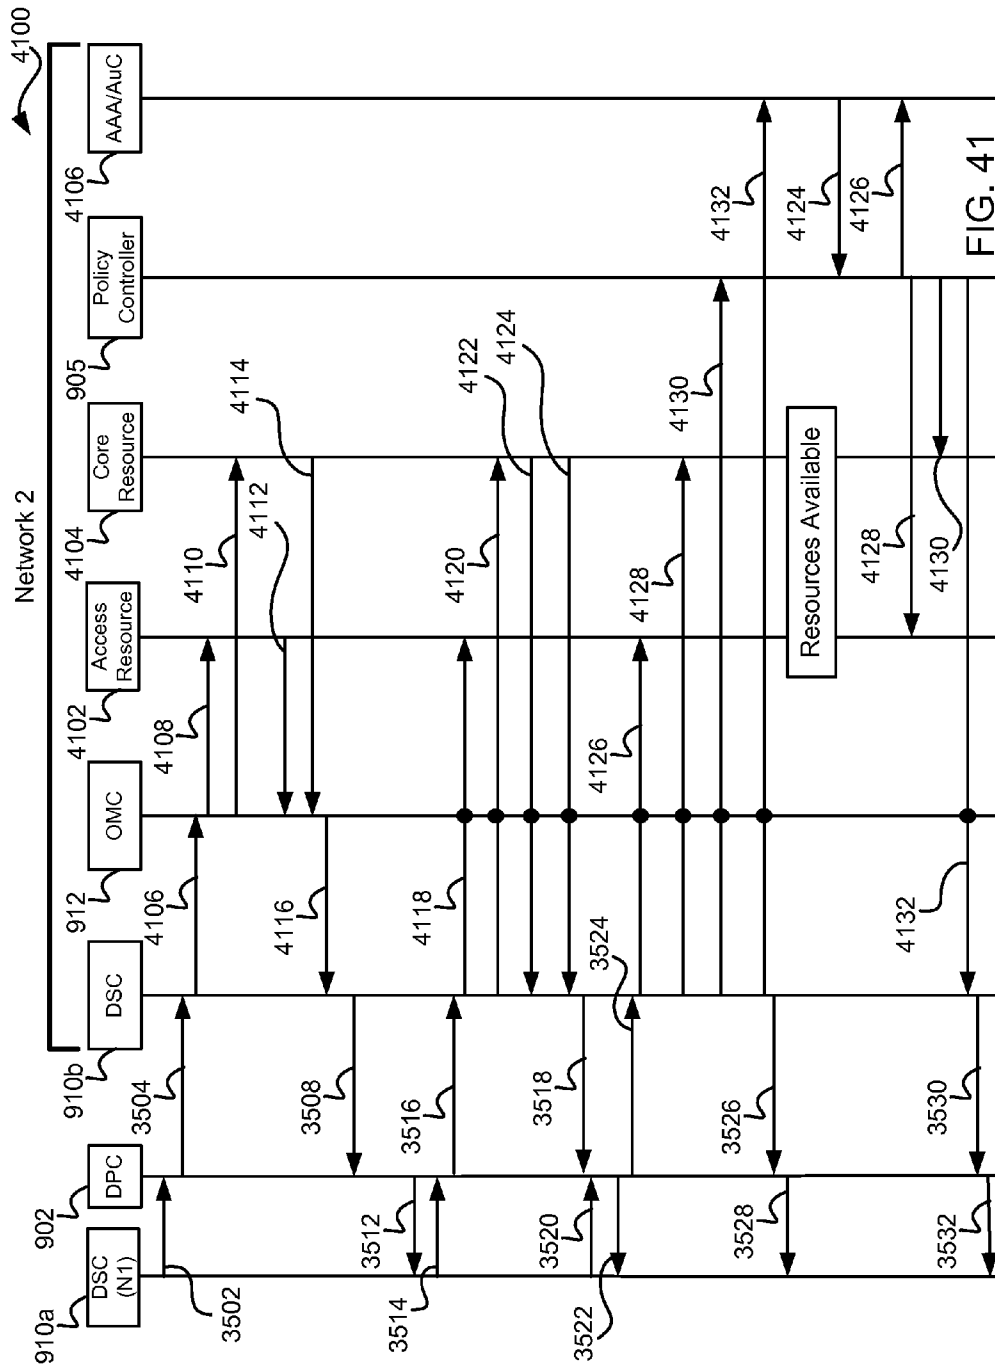 4100
Network 2
910a
DSC
(N1)
902
DPC
910b
DSC
912
OMC
4102
Access
Resource
4104
Core
Resource
905
Policy
Controller
4106
AAA/AuC
3502
3504
4106
4108
4110
4112
4114
4116
3508
3512
3514
3516
4118
4120
4122
4124
3518
3520
3522
3524
4126
4128
4130
4132
3526
3528
Resources Available
4124
4126
4128
4130
4132
3530
3532
FIG. 41